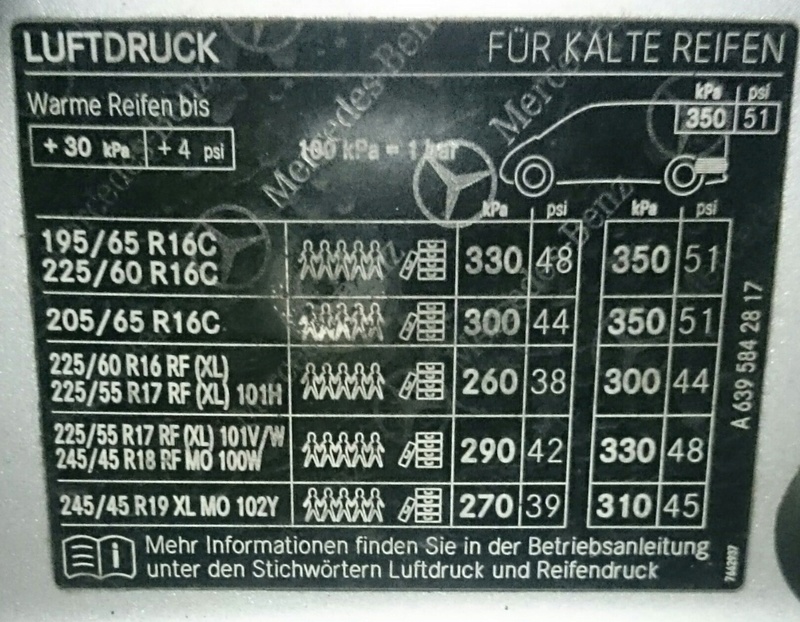 LUFTDRUCK FÜR KALTE REIFEN
Warme Reifen bis
+ 30 kPa + 4 psi
100 kPa = 1 bar
kPa psi
350 51
kPa psi kPa psi
195/65 R16C
225/60 R16C
330 48 350 51
205/65 R16C 300 44 350 51
225/60 R16 RF (XL)
225/55 R17 RF (XL) 101H
260 38 300 44
225/55 R17 RF (XL) 101V/W
245/45 R18 RF MO 100W
290 42 330 48
245/45 R19 XL MO 102Y 270 39 310 45
Mehr Informationen finden Sie in der Betriebsanleitung
unter den Stichwörtern Luftdruck und Reifendruck
A 639 584 28 17
7662937
Mercedes-Benz
Mercedes-Benz
Mercedes-Benz